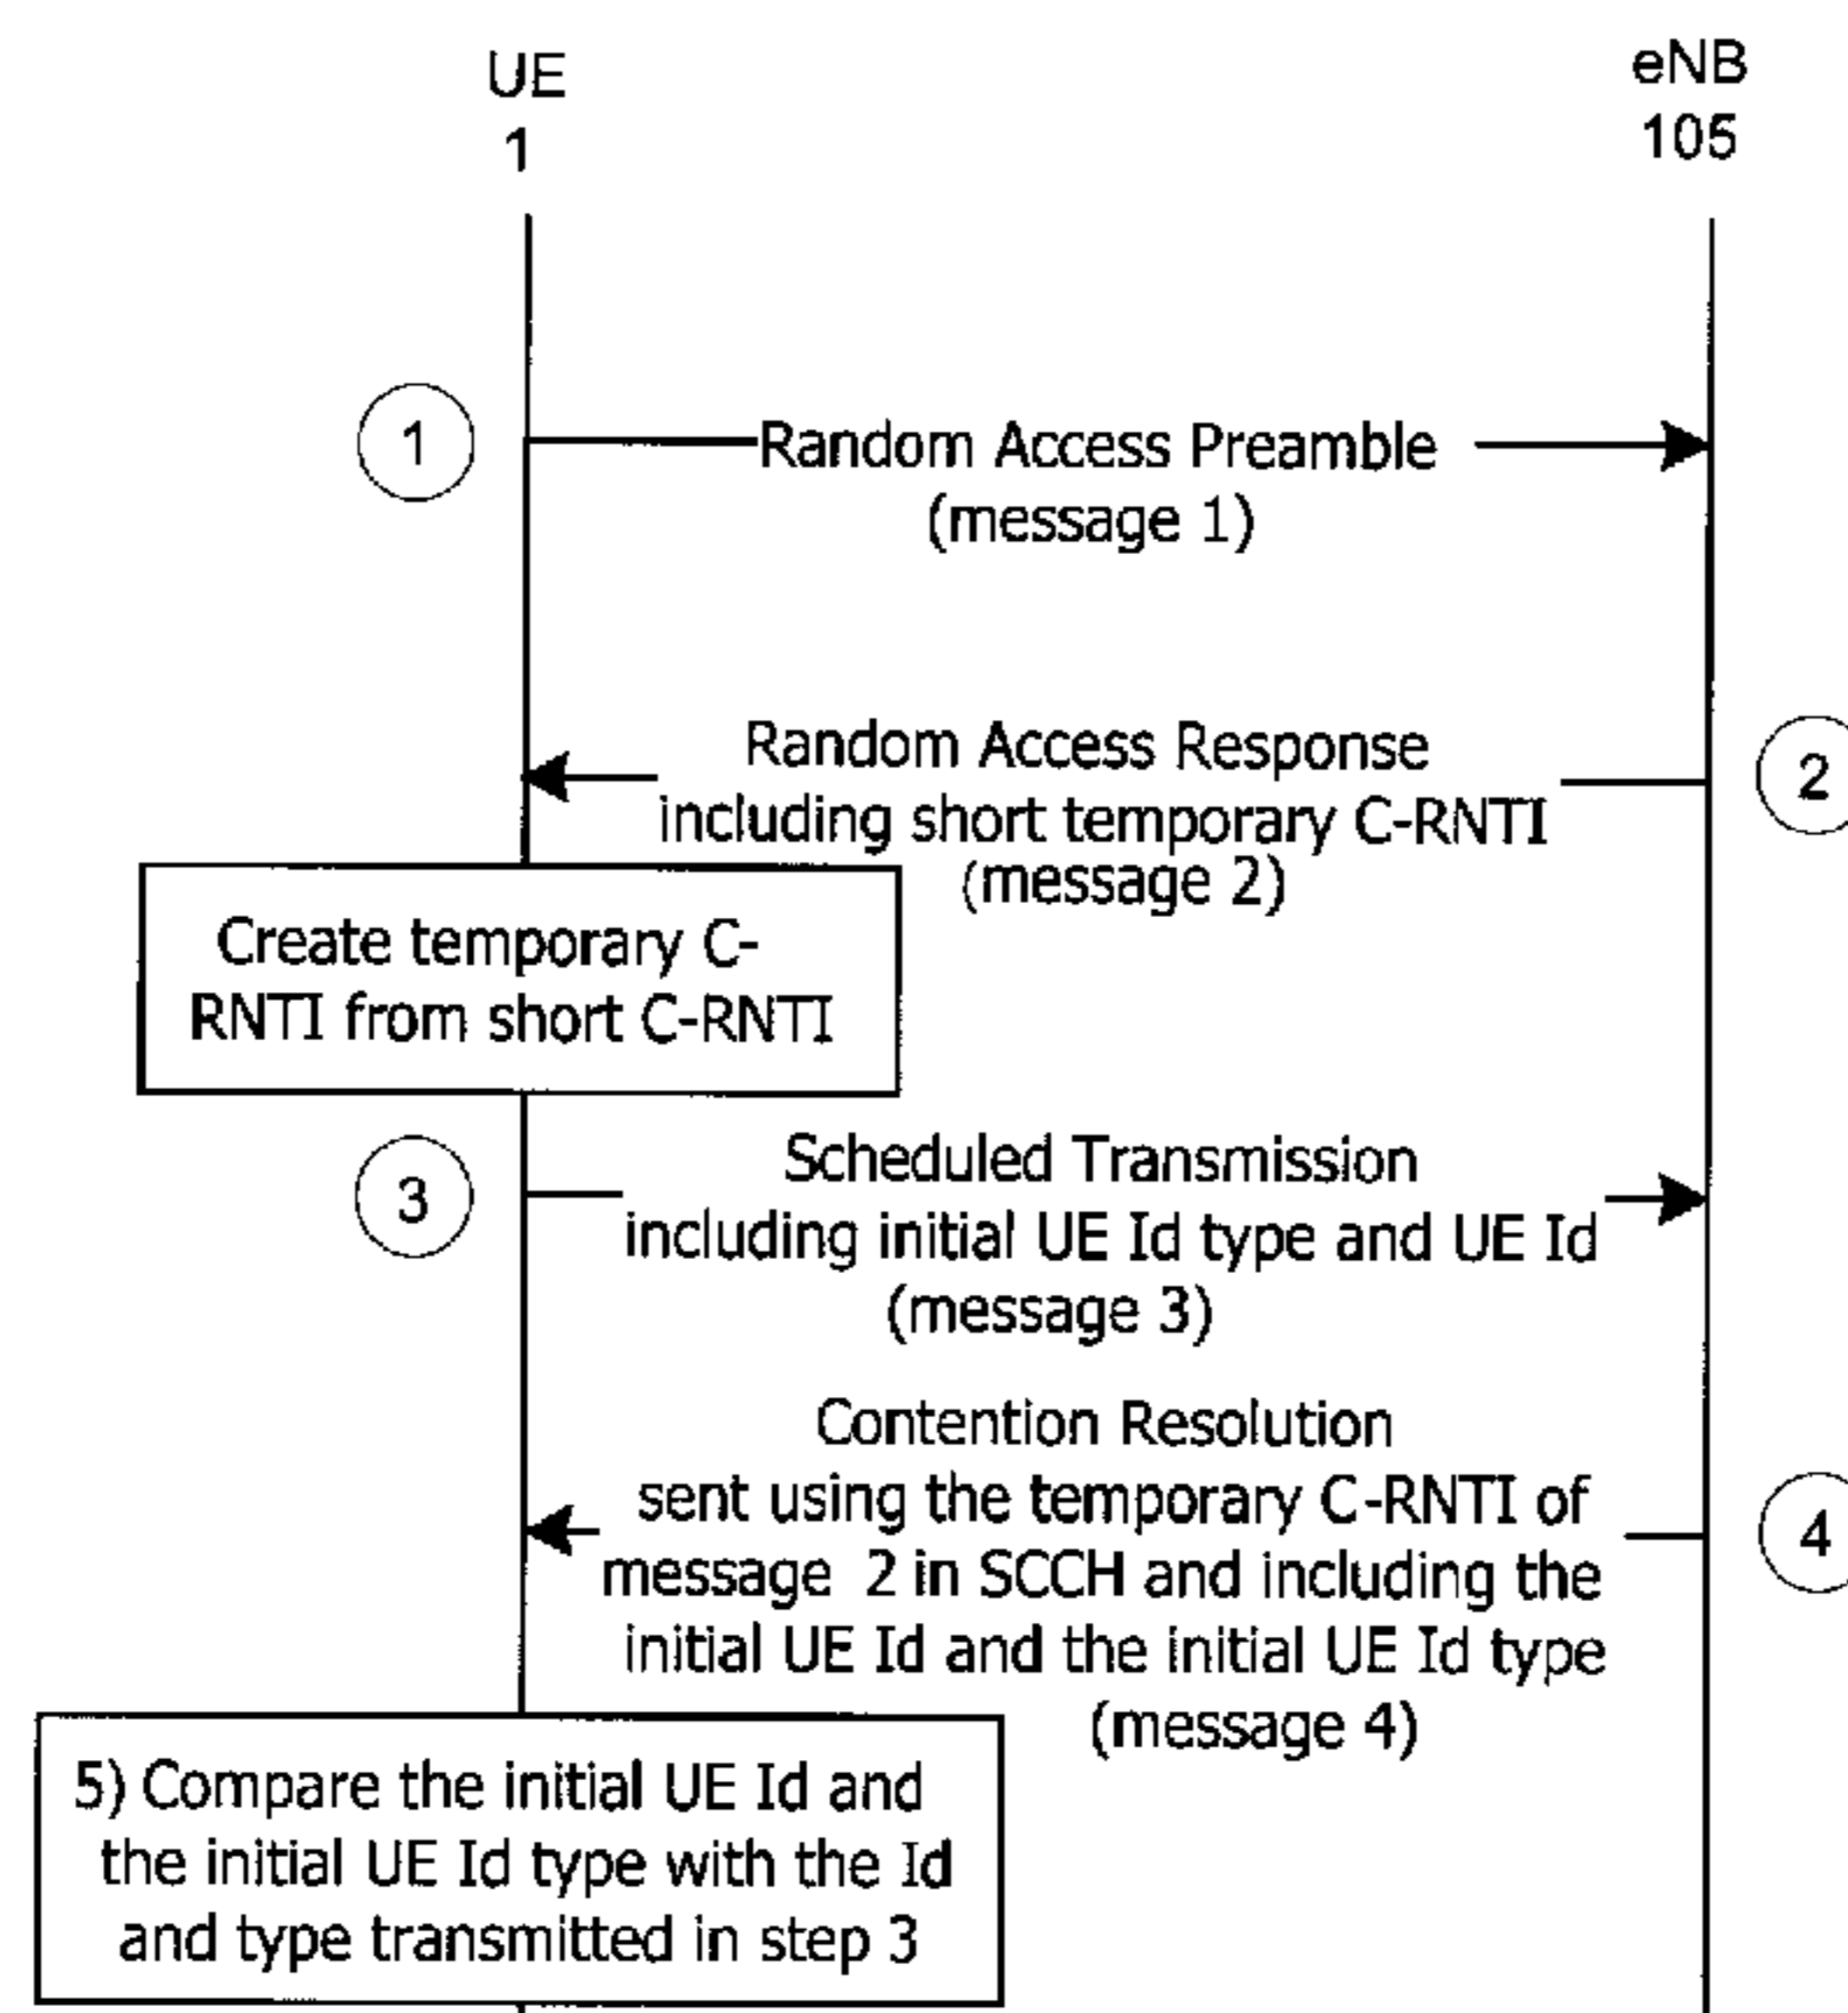 UE
1
eNB
105
1
Random Access Preamble
(message 1)
Random Access Response
including short temporary C-RNTI
(message 2)
2
Create temporary C-
RNTI from short C-RNTI
3
Scheduled Transmission
including initial UE Id type and UE Id
(message 3)
Contention Resolution
sent using the temporary C-RNTI of
message 2 in SCCH and including the
initial UE Id and the initial UE Id type
(message 4)
4
5) Compare the initial UE Id and
the initial UE Id type with the Id
and type transmitted in step 3